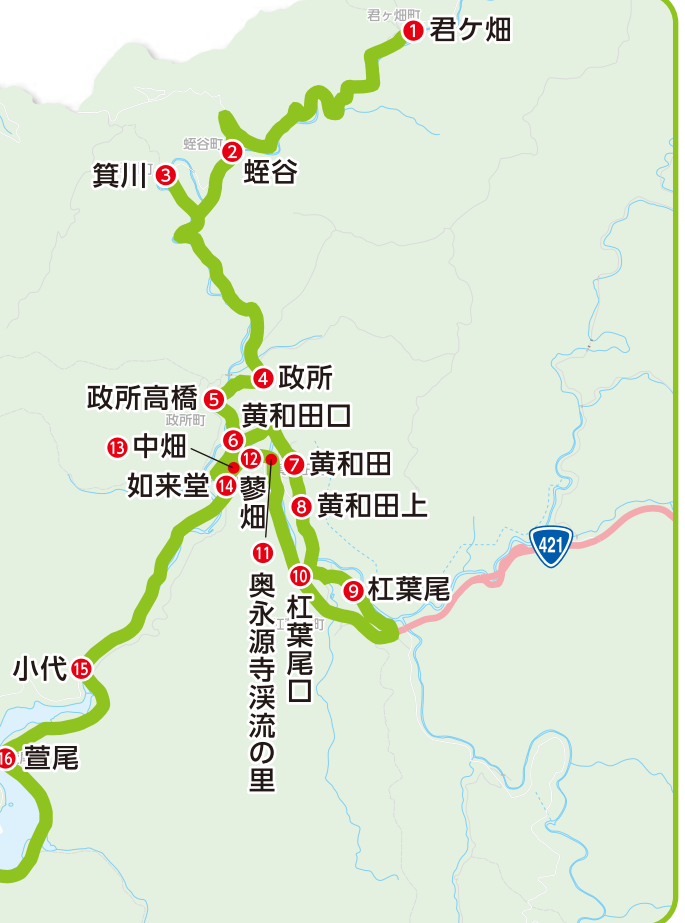 君ケ畑町
1 君ケ畑
蛭谷町
2 蛭谷
箕川 3
町
4 政所
政所高橋 5
政所町
黄和田口
6
13 中畑
12 蓼畑
7 黄和田
如来堂 14
8 黄和田上
421
11 奥永源寺渓流の里
10 杠葉尾口
9 杠葉尾
町
小代 15
16 萱尾